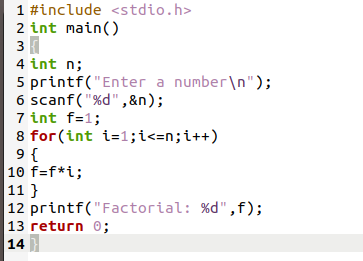 1 #include <stdio.h>
2 int main()
3 {
4 int n;
5 printf("Enter a number\n");
6 scanf("%d",&n);
7 int f=1;
8 for(int i=1;i<=n;i++)
9 {
10 f=f*i;
11 }
12 printf("Factorial: %d",f);
13 return 0;
14 }